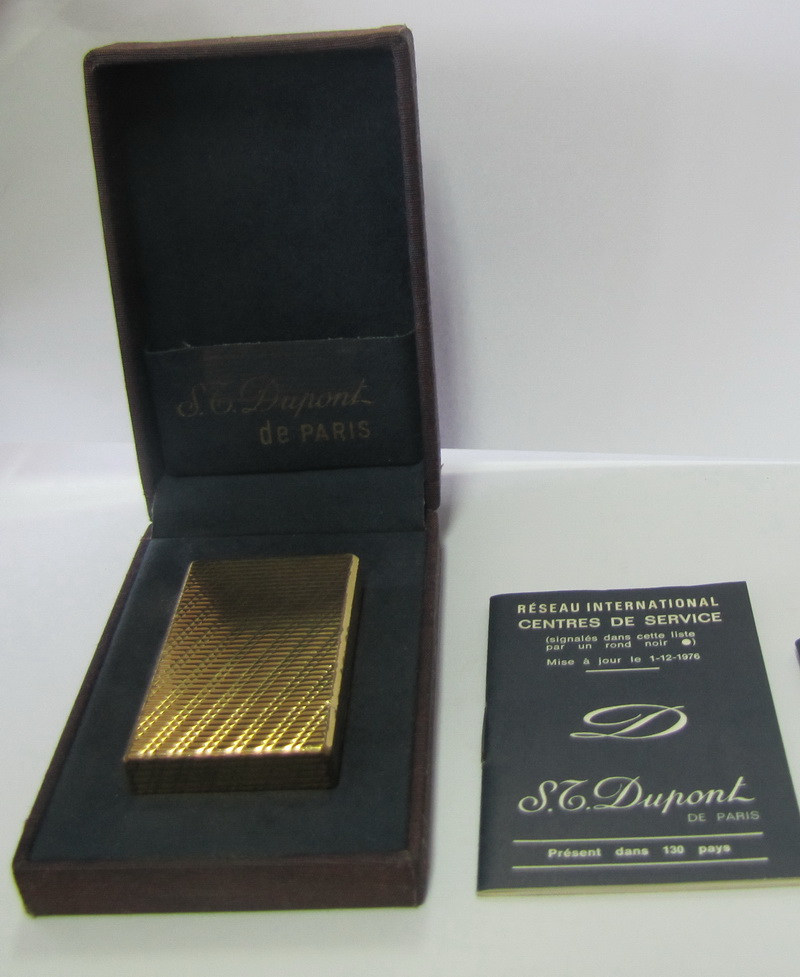 S.T. Dupont
de PARIS
RÉSEAU INTERNATIONAL
CENTRES DE SERVICE
(signalés dans cette liste
par un rond noir ●)
Mise à jour le 1-12-1976
D
S.T. Dupont
DE PARIS
Présent dans 130 pays